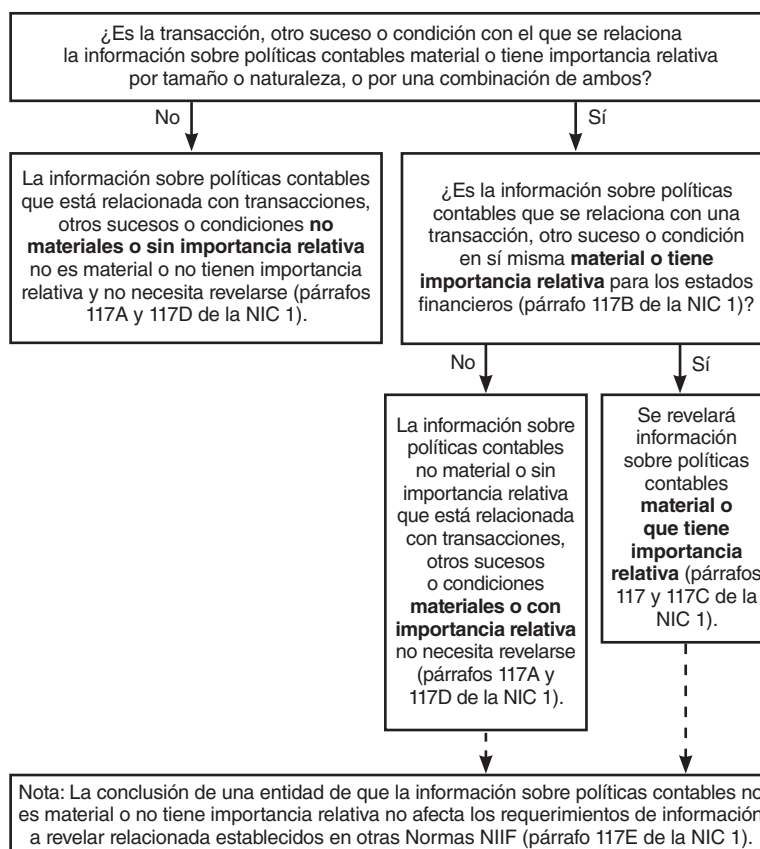 ¿Es la transacción, otro suceso o condición con el que se relaciona
la información sobre políticas contables material o tiene importancia relativa
por tamaño o naturaleza, o por una combinación de ambos?
No
Sí
La información sobre políticas contables
que está relacionada con transacciones,
otros sucesos o condiciones no
materiales o sin importancia relativa
no es material o no tienen importancia
relativa y no necesita revelarse (párrafos
117A y 117D de la NIC 1).
¿Es la información sobre políticas
contables que se relaciona con una
transacción, otro suceso o condición
en sí misma material o tiene
importancia relativa para los estados
financieros (párrafo 117B de la NIC 1)?
No
Sí
La información sobre
políticas contables
no material o sin
importancia relativa
que está relacionada
con transacciones,
otros sucesos
o condiciones
materiales o con
importancia relativa
no necesita revelarse
(párrafos 117A y
117D de la NIC 1).
Se revelará
información
sobre políticas
contables
material o
que tiene
importancia
relativa (párrafos
117 y 117C de la
NIC 1).
Nota: La conclusión de una entidad de que la información sobre políticas contables no
es material o no tiene importancia relativa no afecta los requerimientos de información
a revelar relacionada establecidos en otras Normas NIIF (párrafo 117E de la NIC 1).